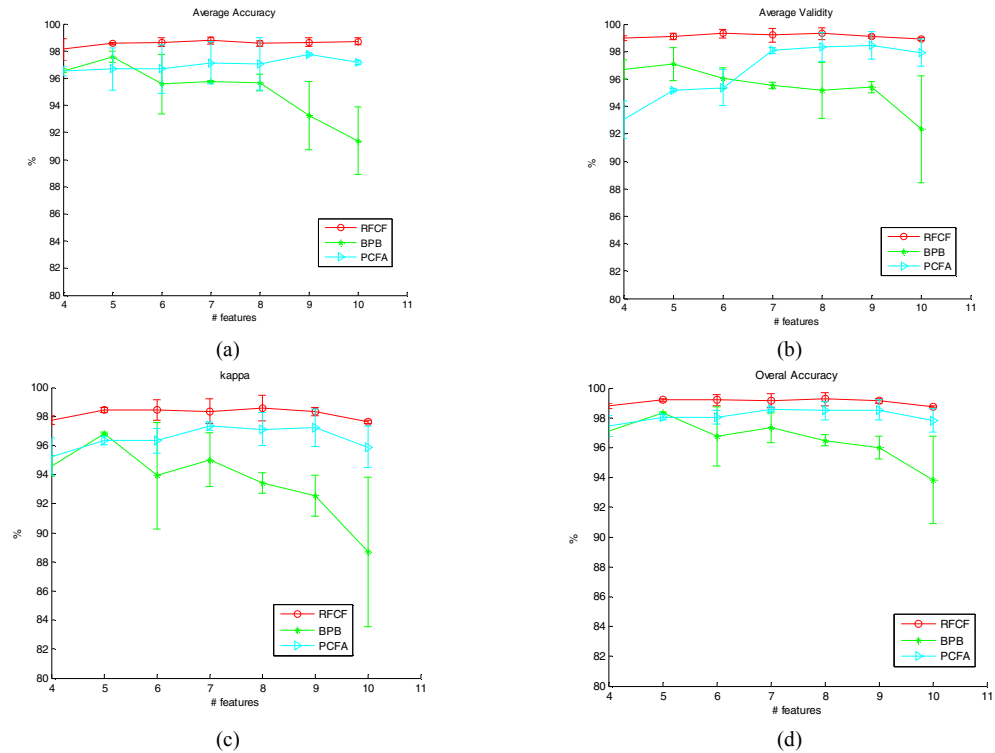 Average Accuracy
100
98
96
94
92
90
88
86
84
82
80
%
4 5 6 7 8 9 10 11
# features
RFCF
BPB
PCFA
(a)
Average Validity
100
98
96
94
92
90
88
86
84
82
80
%
4 5 6 7 8 9 10 11
# features
RFCF
BPB
PCFA
(b)
kappa
100
98
96
94
92
90
88
86
84
82
80
%
4 5 6 7 8 9 10 11
# features
RFCF
BPB
PCFA
(c)
Overal Accuracy
100
98
96
94
92
90
88
86
84
82
80
%
4 5 6 7 8 9 10 11
# features
RFCF
BPB
PCFA
(d)